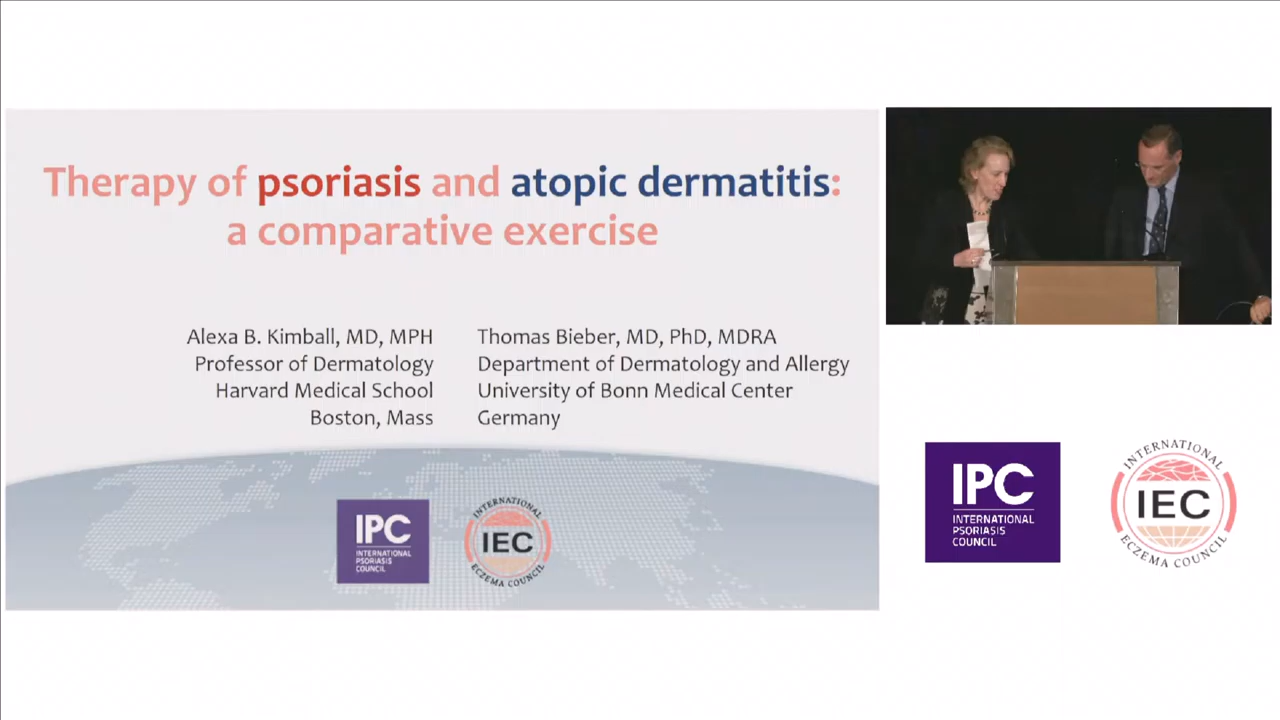 Therapy of psoriasis and atopic dermatitis:
a comparative exercise
Alexa B. Kimball, MD, MPH
Professor of Dermatology
Harvard Medical School
Boston, Mass
Thomas Bieber, MD, PhD, MDRA
Department of Dermatology and Allergy
University of Bonn Medical Center
Germany
IPC
INTERNATIONAL
PSORIASIS
COUNCIL
INTERNATIONAL
IEC
ECZEMA COUNCIL
IPC
INTERNATIONAL
PSORIASIS
COUNCIL
INTERNATIONAL
IEC
ECZEMA COUNCIL